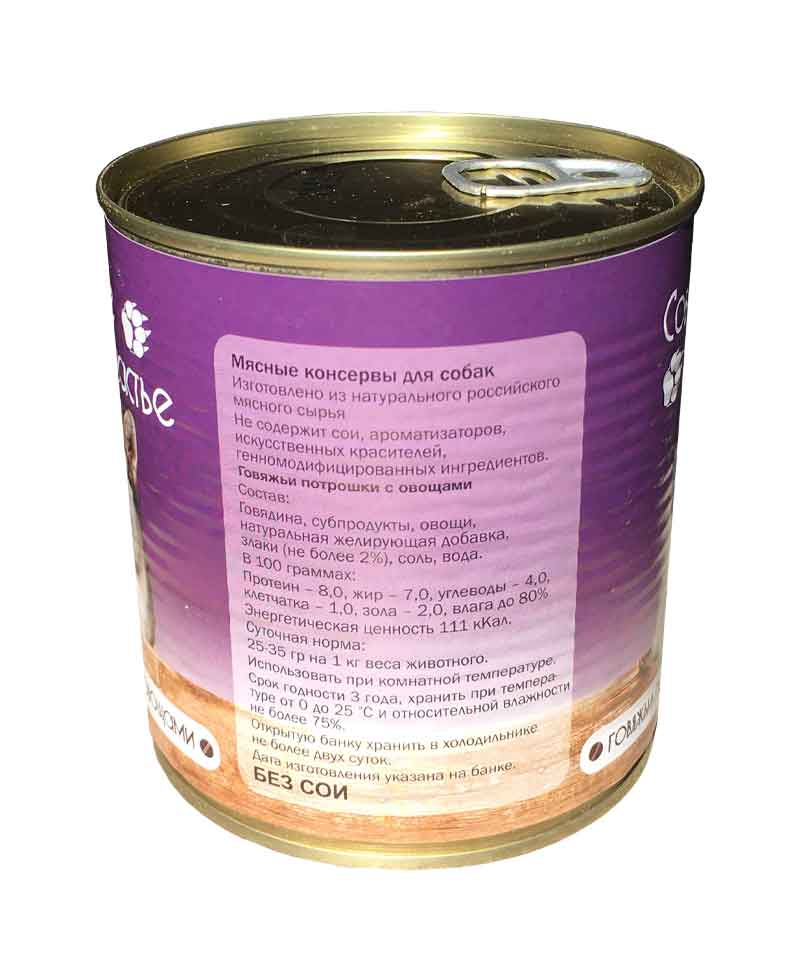 Мясные консервы для собак
Изготовлено из натурального российского
мясного сырья
Не содержит сои, ароматизаторов,
искусственных красителей,
генномодифицированных ингредиентов.
Говяжьи потрошки с овощами
Состав:
Говядина, субпродукты, овощи,
натуральная желирующая добавка,
злаки (не более 2%), соль, вода.
В 100 граммах:
Протеин – 8,0, жир – 7,0, углеводы – 4,0,
клетчатка – 1,0, зола – 2,0, влага до 80%
Энергетическая ценность 111 кКал.
Суточная норма:
25-35 гр на 1 кг веса животного.
Использовать при комнатной температуре.
Срок годности 3 года, хранить при темпера-
туре от 0 до 25 °С и относительной влажности
не более 75%.
Открытую банку хранить в холодильнике
не более двух суток.
Дата изготовления указана на банке.
БЕЗ СОИ